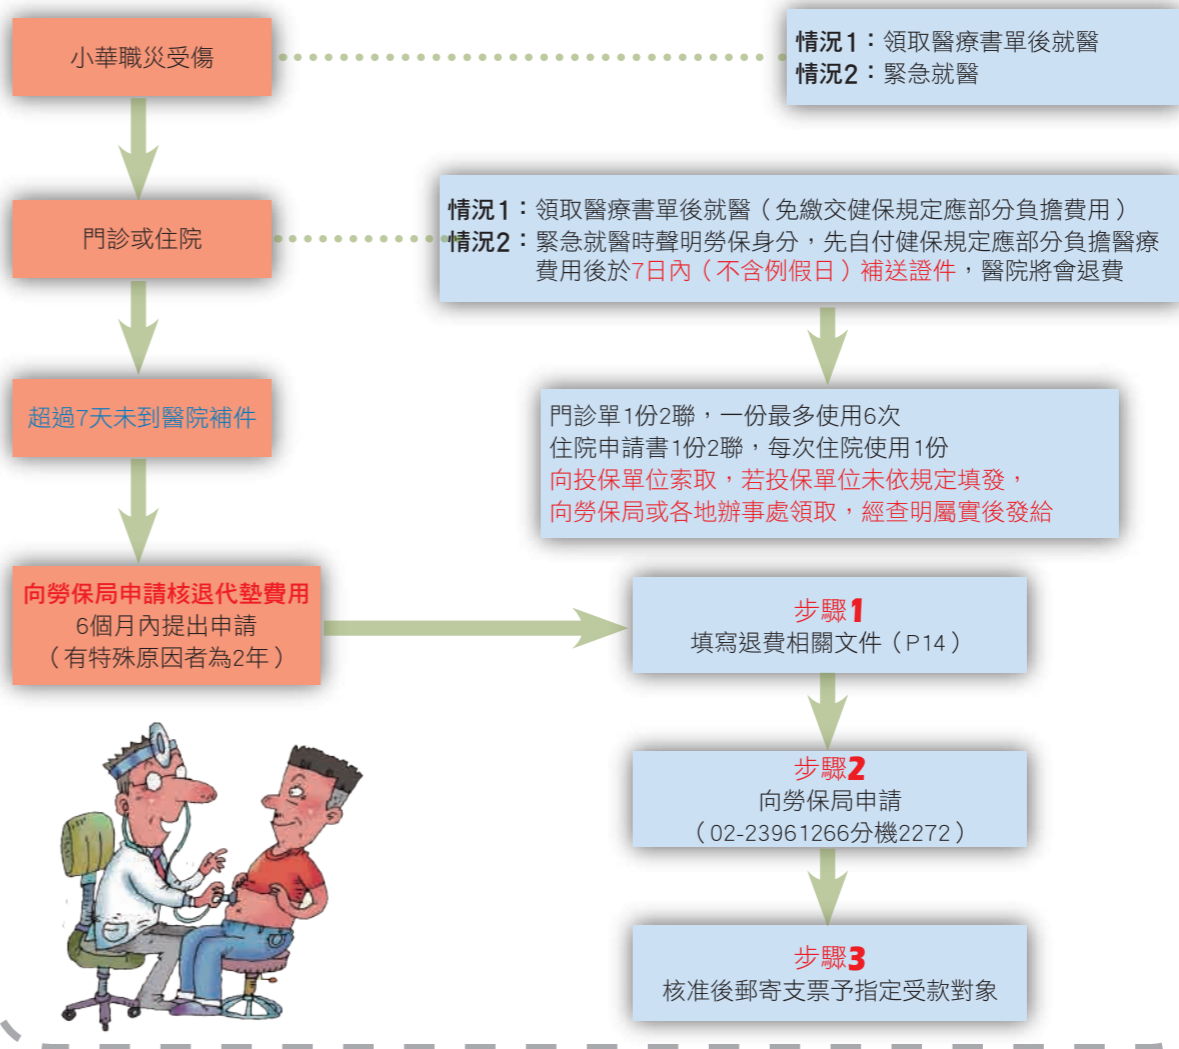 小華職災受傷
情況1：領取醫療書單後就醫
情況2：緊急就醫
門診或住院
情況1：領取醫療書單後就醫（免繳交健保規定應部分負擔費用）
情況2：緊急就醫時聲明勞保身分，先自付健保規定應部分負擔醫療
費用後於7日內（不含例假日）補送證件，醫院將會退費
超過7天未到醫院補件
門診單1份2聯，一份最多使用6次
住院申請書1份2聯，每次住院使用1份
向投保單位索取，若投保單位未依規定填發，
向勞保局或各地辦事處領取，經查明屬實後發給
向勞保局申請核退代墊費用
6個月內提出申請
（有特殊原因者為2年）
步驟1
填寫退費相關文件（P14）
步驟2
向勞保局申請
（02-23961266分機2272）
步驟3
核准後郵寄支票予指定受款對象